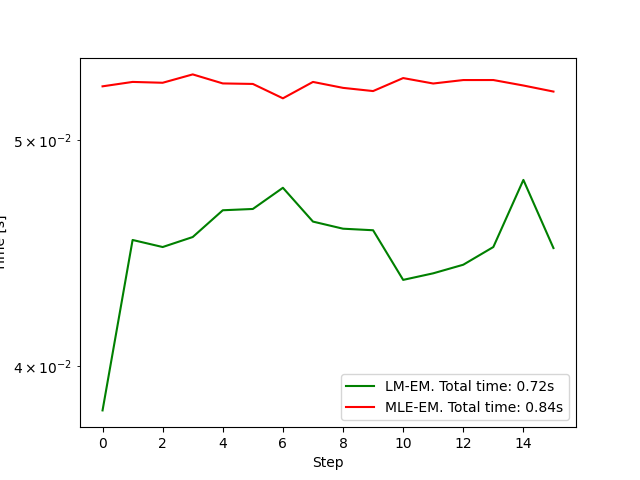 5 × 10⁻²
4 × 10⁻²
[s]
0 2 4 6 8 10 12 14
Step
LM-EM. Total time: 0.72s
MLE-EM. Total time: 0.84s